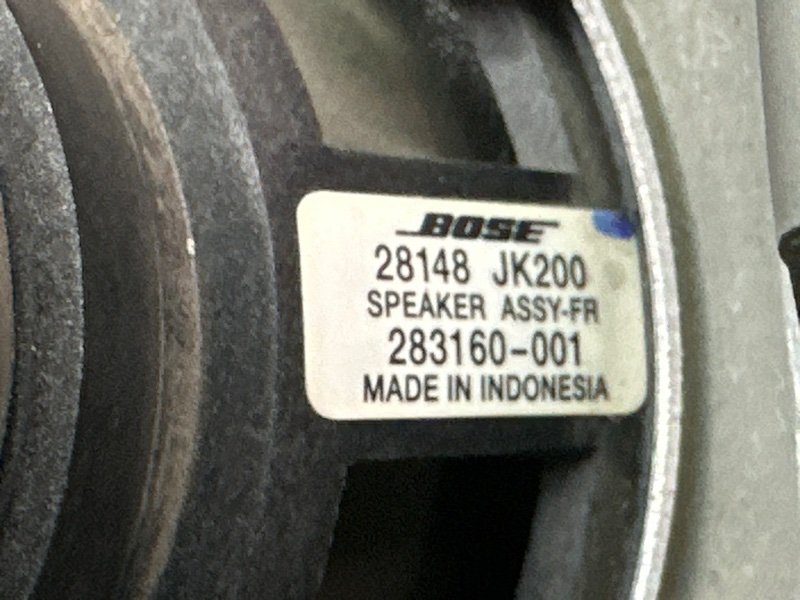 BOSE
28148 JK200
SPEAKER ASSY-FR
283160-001
MADE IN INDONESIA